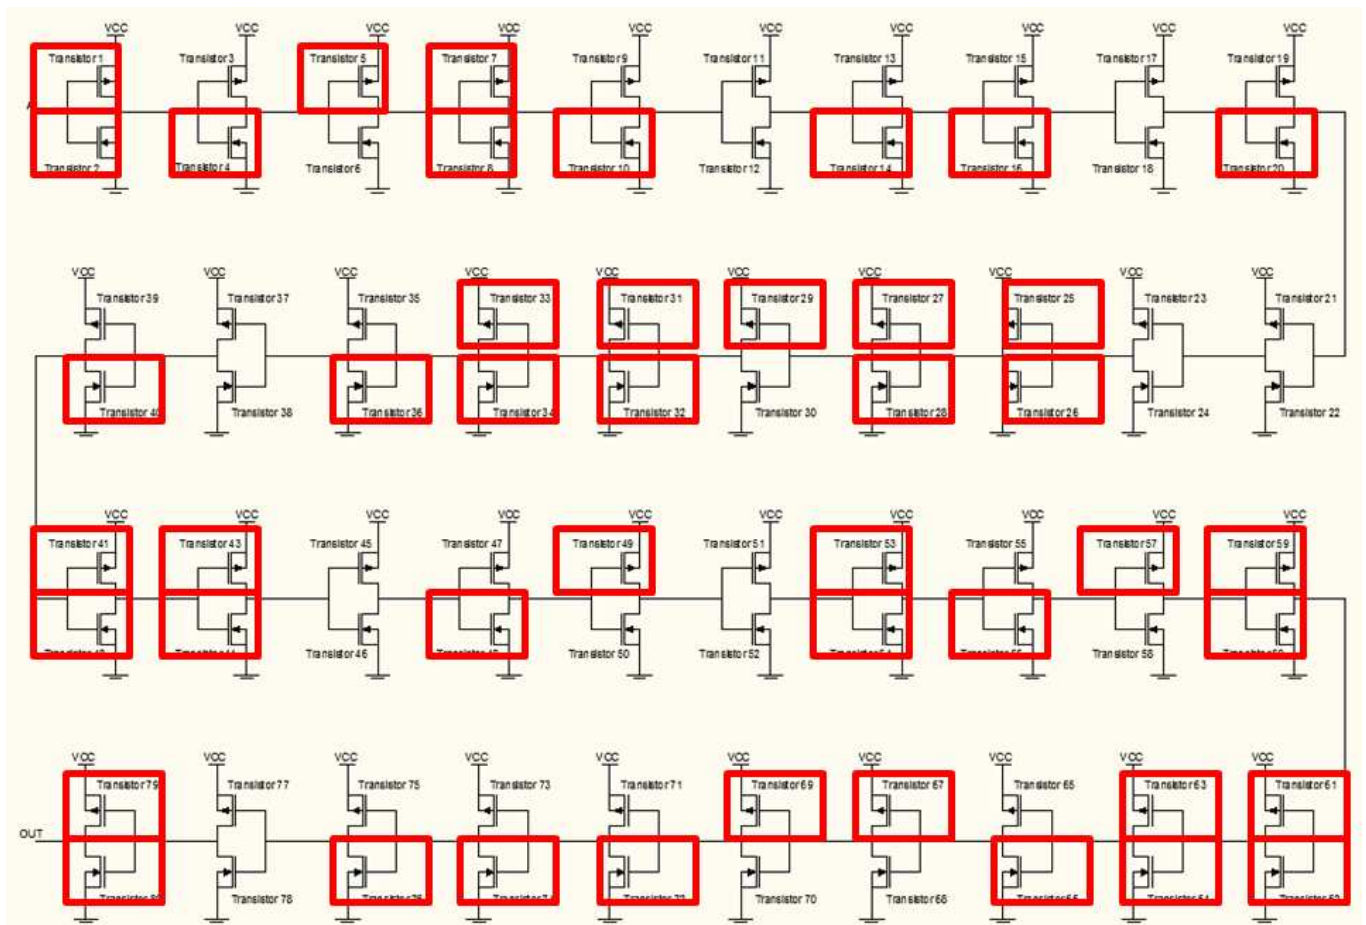 VCC VCC VCC VCC VCC VCC VCC VCC VCC VCC
Transistor 1 Transistor 3 Transistor 5 Transistor 7 Transistor 9 Transistor 11 Transistor 13 Transistor 15 Transistor 17 Transistor 19
Transistor 2 Transistor 4 Transistor 6 Transistor 8 Transistor 10 Transistor 12 Transistor 14 Transistor 16 Transistor 18 Transistor 20
VCC VCC VCC VCC VCC VCC VCC VCC VCC VCC
Transistor 39 Transistor 37 Transistor 35 Transistor 33 Transistor 31 Transistor 29 Transistor 27 Transistor 25 Transistor 23 Transistor 21
Transistor 40 Transistor 38 Transistor 36 Transistor 34 Transistor 32 Transistor 30 Transistor 28 Transistor 26 Transistor 24 Transistor 22
VCC VCC VCC VCC VCC VCC VCC VCC VCC VCC
Transistor 41 Transistor 43 Transistor 45 Transistor 47 Transistor 49 Transistor 51 Transistor 53 Transistor 55 Transistor 57 Transistor 59
Transistor 46 Transistor 50 Transistor 52 Transistor 58
VCC VCC VCC VCC VCC VCC VCC VCC VCC VCC
Transistor 79 Transistor 77 Transistor 75 Transistor 73 Transistor 71 Transistor 69 Transistor 67 Transistor 65 Transistor 63 Transistor 61
OUT
Transistor 78 Transistor 70 Transistor 68